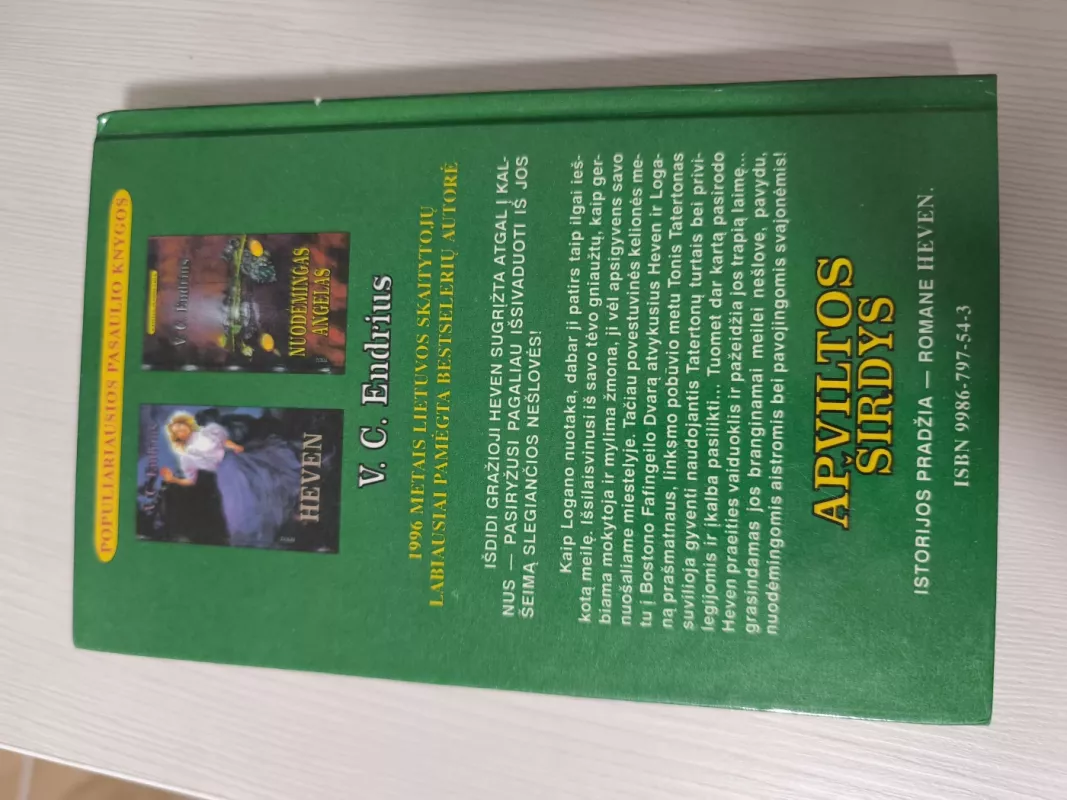 POPULIARIAUSIOS PASAULIO KNYGOS
HEVEN
V. C. Endrius
NUODĖMINGAS
ANGELAS
V. C. Endrius
1996 METAIS LIETUVOS SKAITYTOJŲ
LABIAUSIAI PAMĖGTA BESTSELERIŲ AUTORĖ
IŠDIDI GRAŽIOJI HEVEN SUGRĮŽTA ATGAL Į KAL-
NUS — PASIRYŽUSI PAGALIAU IŠSIVADUOTI IŠ JOS
ŠEIMĄ SLEGIANČIOS NEŠLOVĖS!
Kaip Logano nuotaka, dabar ji patirs taip ilgai ieš-
kotą meilę. Išsilaisvinusi iš savo tėvo gniaužtų, kaip ger-
biama mokytoja ir mylima žmona, ji vėl apsigyvens savo
nuošaliame miestelyje. Tačiau povestuvinės kelionės me-
tu į Bostono Fafingeilo Dvarą atvykusius Heven ir Loga-
ną prašmatnaus, linksmo pobūvio metu Tonis Tatertonas
suvilioja gyventi naudojantis Tatertonų turtais bei privi-
legijomis ir įkalba pasilikti... Tuomet dar kartą pasirodo
Heven praeities vaiduoklis ir pažeidžia jos trapią laimę...
grasindamas jos branginamai meilei nešlove, pavydu,
nuodėmingomis aistromis bei pavojingomis svajonėmis!
APVILTOS
ŠIRDYS
ISTORIJOS PRADŽIA — ROMANE HEVEN.
ISBN 9986-797-54-3